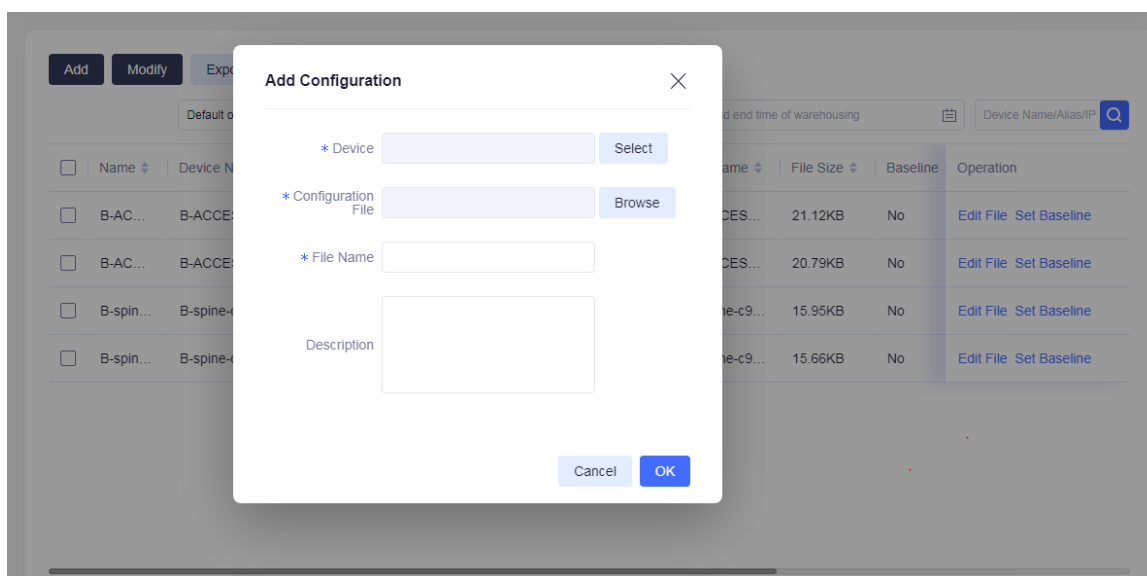 Add Modify Expo
Add Configuration
Default o
d end time of warehousing
Device Name/Alias/IP
* Device
Select
Name Device N
ame File Size Baseline Operation
* Configuration
File
Browse
B-AC... B-ACCES
CES... 21.12KB No Edit File Set Baseline
* File Name
B-AC... B-ACCES
CES... 20.79KB No Edit File Set Baseline
B-spin... B-spine-c
ne-c9... 15.95KB No Edit File Set Baseline
Description
B-spin... B-spine-c
ne-c9... 15.66KB No Edit File Set Baseline
Cancel OK